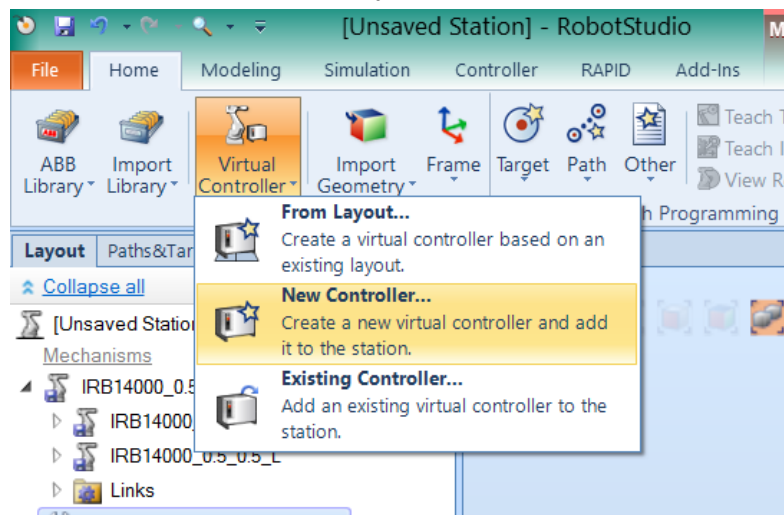 [Unsaved Station] - RobotStudio
File Home Modeling Simulation Controller RAPID Add-Ins
ABB Library
Import Library
Virtual Controller
Import Geometry
Frame
Target
Path
Other
Teach
Teach
View
Programming
From Layout...
Create a virtual controller based on an
existing layout.
New Controller...
Create a new virtual controller and add
it to the station.
Existing Controller...
Add an existing virtual controller to the
station.
Layout Paths&Tar
Collapse all
[Unsaved Station
Mechanisms
IRB14000_0.5
IRB14000
IRB14000_0.5_0.5_L
Links